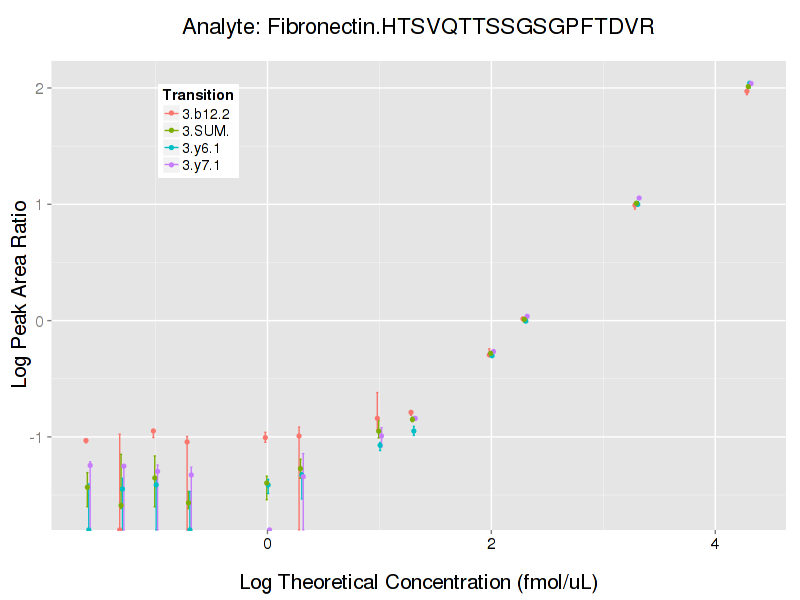 Analyte: Fibronectin.HTSVQTTSSGSGPFTDVR
Transition
3.b12.2
3.SUM.
3.y6.1
3.y7.1
Log Peak Area Ratio
2
1
0
-1
0
2
4
Log Theoretical Concentration (fmol/uL)